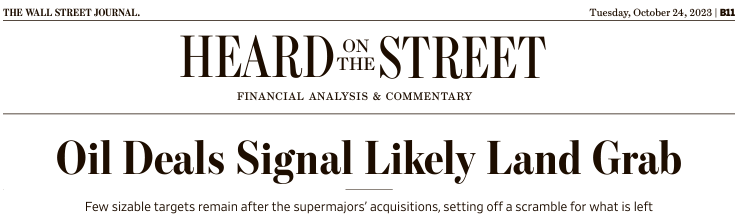 THE WALL STREET JOURNAL.
Tuesday, October 24, 2023 | B11
HEARD ON THE STREET
FINANCIAL ANALYSIS & COMMENTARY
Oil Deals Signal Likely Land Grab
Few sizable targets remain after the supermajors’ acquisitions, setting off a scramble for what is left